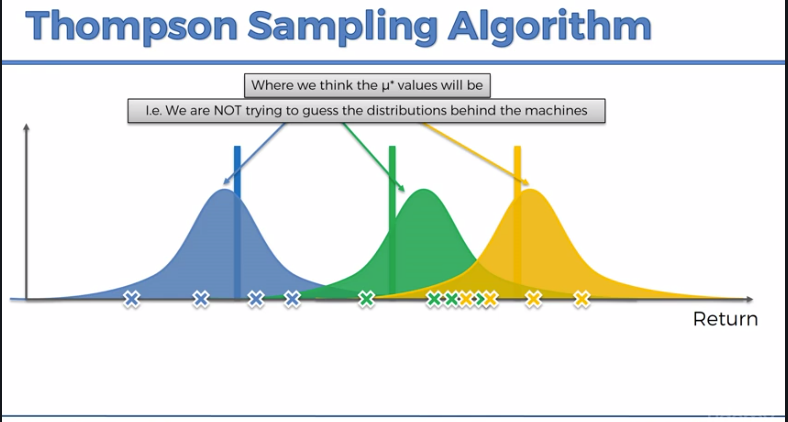 Thompson Sampling Algorithm
Where we think the µ* values will be
I.e. We are NOT trying to guess the distributions behind the machines
Return